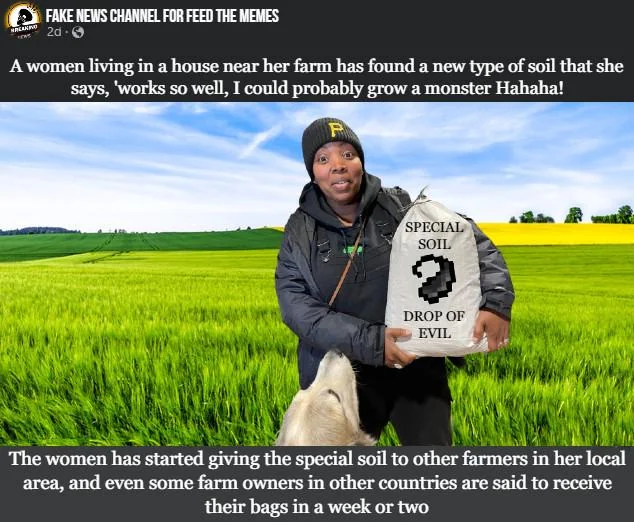 FAKE NEWS CHANNEL FOR FEED THE MEMES
BREAKING
NEWS
2d ·
A women living in a house near her farm has found a new type of soil that she
says, 'works so well, I could probably grow a monster Hahaha!
P
SPECIAL
SOIL
DROP OF
EVIL
The women has started giving the special soil to other farmers in her local
area, and even some farm owners in other countries are said to receive
their bags in a week or two